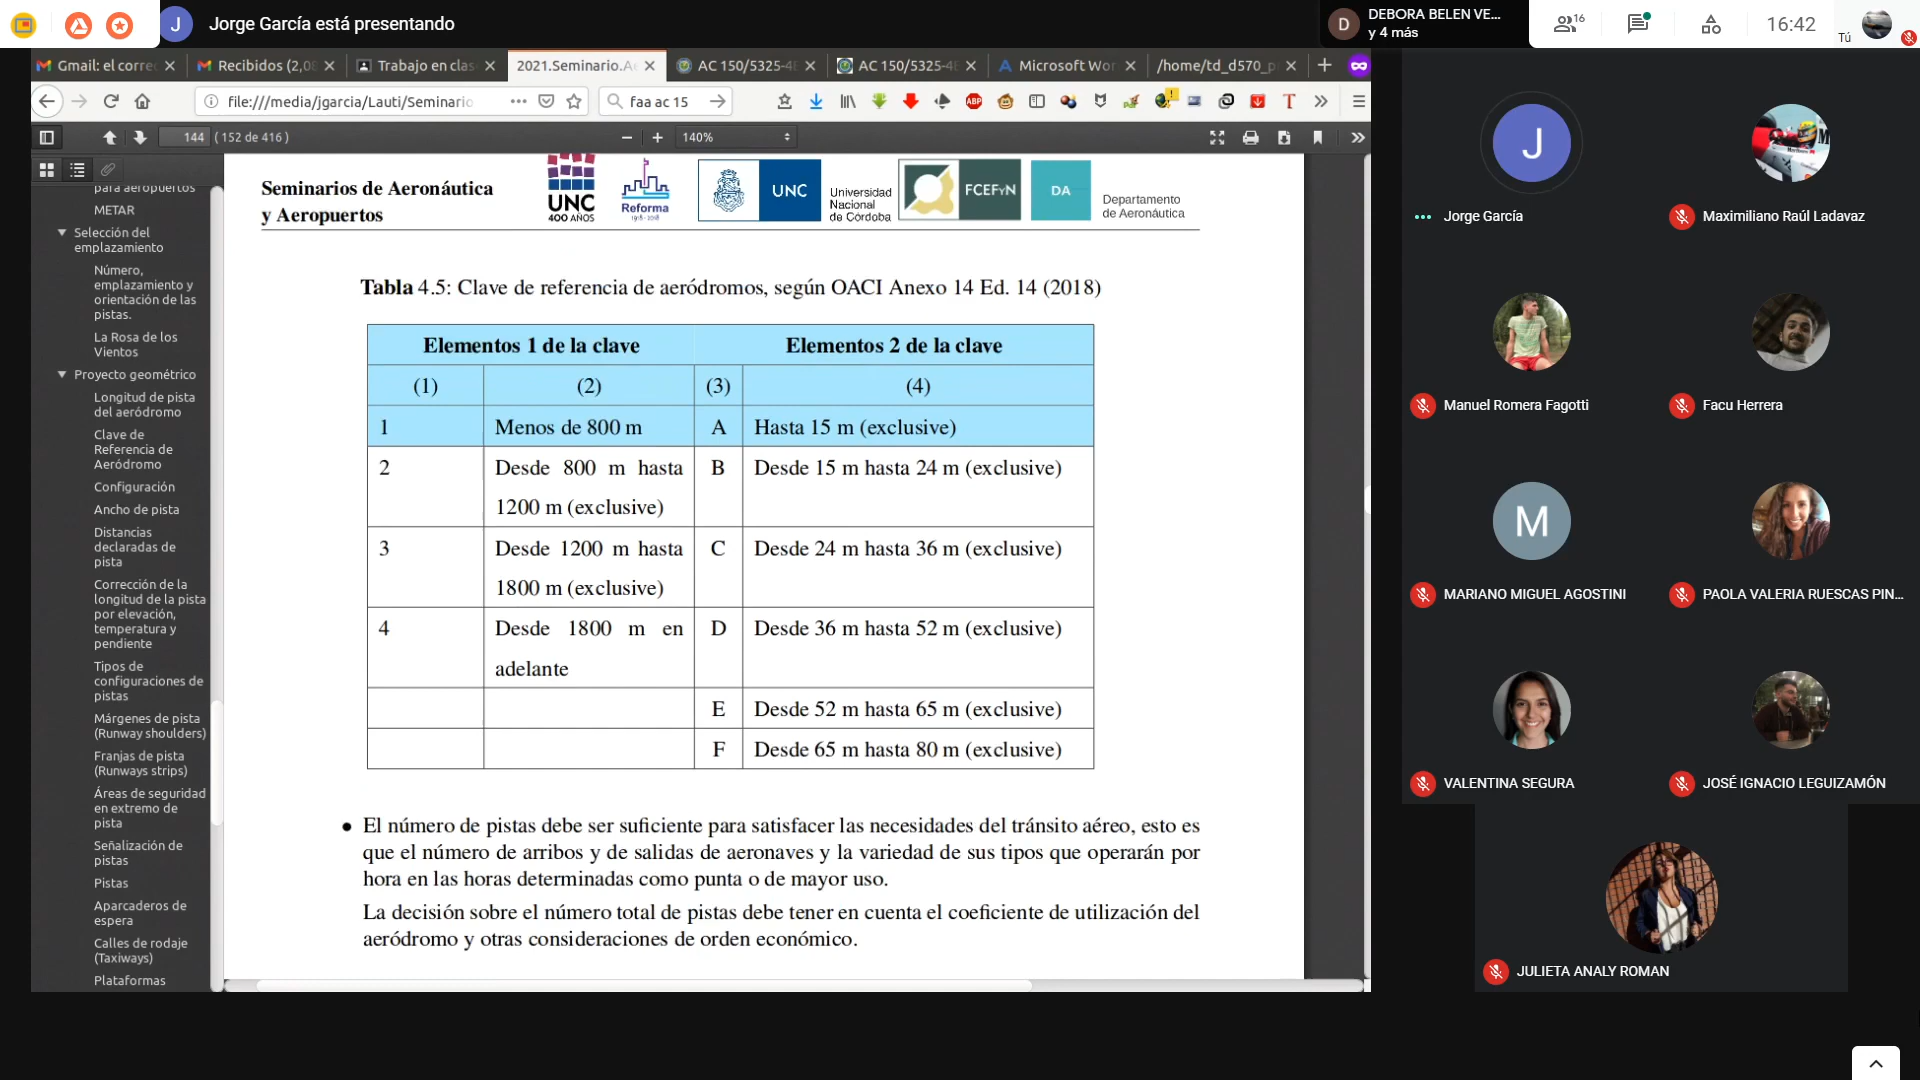 J
Jorge García está presentando
D
DEBORA BELEN VE...
y 4 más
16
16:42
Tú
Gmail: el corre
Recibidos (2,0
Trabajo en clas
2021.Seminario.A
AC 150/5325-4
AC 150/5325-4
Microsoft Wor
/home/td_d570_p
file:///media/jgarcia/Lauti/Seminario
faa ac 15
ABP
144
( 152 de 416 )
140%
para aeropuertos
METAR
Selección del
emplazamiento
Número,
emplazamiento y
orientación de las
pistas.
La Rosa de los
Vientos
Proyecto geométrico
Longitud de pista
del aeródromo
Clave de
Referencia de
Aeródromo
Configuración
Ancho de pista
Distancias
declaradas de
pista
Corrección de la
longitud de la pista
por elevación,
temperatura y
pendiente
Tipos de
configuraciones de
pistas
Márgenes de pista
(Runway shoulders)
Franjas de pista
(Runways strips)
Áreas de seguridad
en extremo de
pista
Señalización de
pistas
Pistas
Aparcaderos de
espera
Calles de rodaje
(Taxiways)
Plataformas
Seminarios de Aeronáutica
y Aeropuertos
UNC
400 AÑOS
Reforma
1918 - 2018
UNC
Universidad
Nacional
de Córdoba
FCEFyN
DA
Departamento
de Aeronáutica
Tabla 4.5: Clave de referencia de aeródromos, según OACI Anexo 14 Ed. 14 (2018)
Elementos 1 de la clave Elementos 2 de la clave
(1) (2) (3) (4)
1 Menos de 800 m A Hasta 15 m (exclusive)
2 Desde 800 m hasta B Desde 15 m hasta 24 m (exclusive)
1200 m (exclusive)
3 Desde 1200 m hasta C Desde 24 m hasta 36 m (exclusive)
1800 m (exclusive)
4 Desde 1800 m en D Desde 36 m hasta 52 m (exclusive)
adelante
E Desde 52 m hasta 65 m (exclusive)
F Desde 65 m hasta 80 m (exclusive)
• El número de pistas debe ser suficiente para satisfacer las necesidades del tránsito aéreo, esto es
que el número de arribos y de salidas de aeronaves y la variedad de sus tipos que operarán por
hora en las horas determinadas como punta o de mayor uso.
La decisión sobre el número total de pistas debe tener en cuenta el coeficiente de utilización del
aeródromo y otras consideraciones de orden económico.
J
Jorge García
Maximiliano Raúl Ladavaz
Manuel Romera Fagotti
Facu Herrera
M
MARIANO MIGUEL AGOSTINI
PAOLA VALERIA RUESCAS PIN...
VALENTINA SEGURA
JOSÉ IGNACIO LEGUIZAMÓN
JULIETA ANALY ROMAN